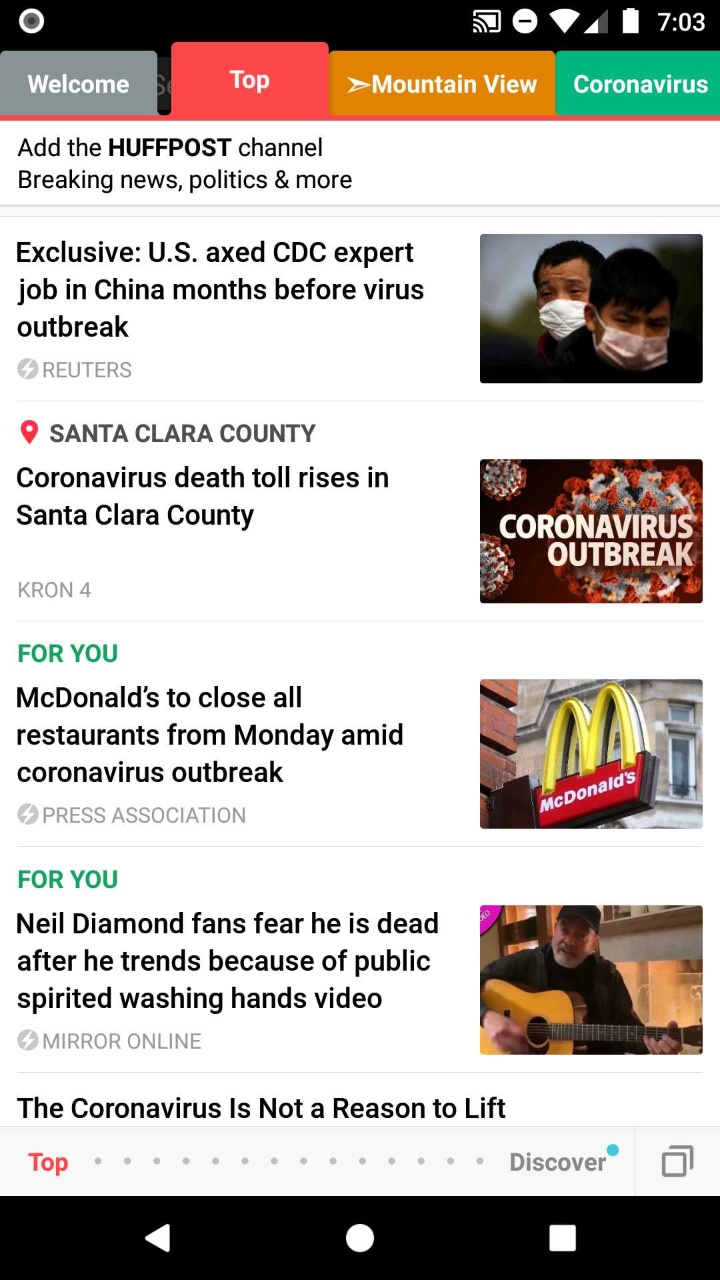 7:03
Welcome
Se
Top
➣Mountain View
Coronavirus
Add the HUFFPOST channel
Breaking news, politics & more
Exclusive: U.S. axed CDC expert
job in China months before virus
outbreak
REUTERS
SANTA CLARA COUNTY
Coronavirus death toll rises in
Santa Clara County
CORONAVIRUS
OUTBREAK
KRON 4
FOR YOU
McDonald’s to close all
restaurants from Monday amid
coronavirus outbreak
McDonald's
PRESS ASSOCIATION
FOR YOU
Neil Diamond fans fear he is dead
after he trends because of public
spirited washing hands video
MIRROR ONLINE
The Coronavirus Is Not a Reason to Lift
Top
Discover